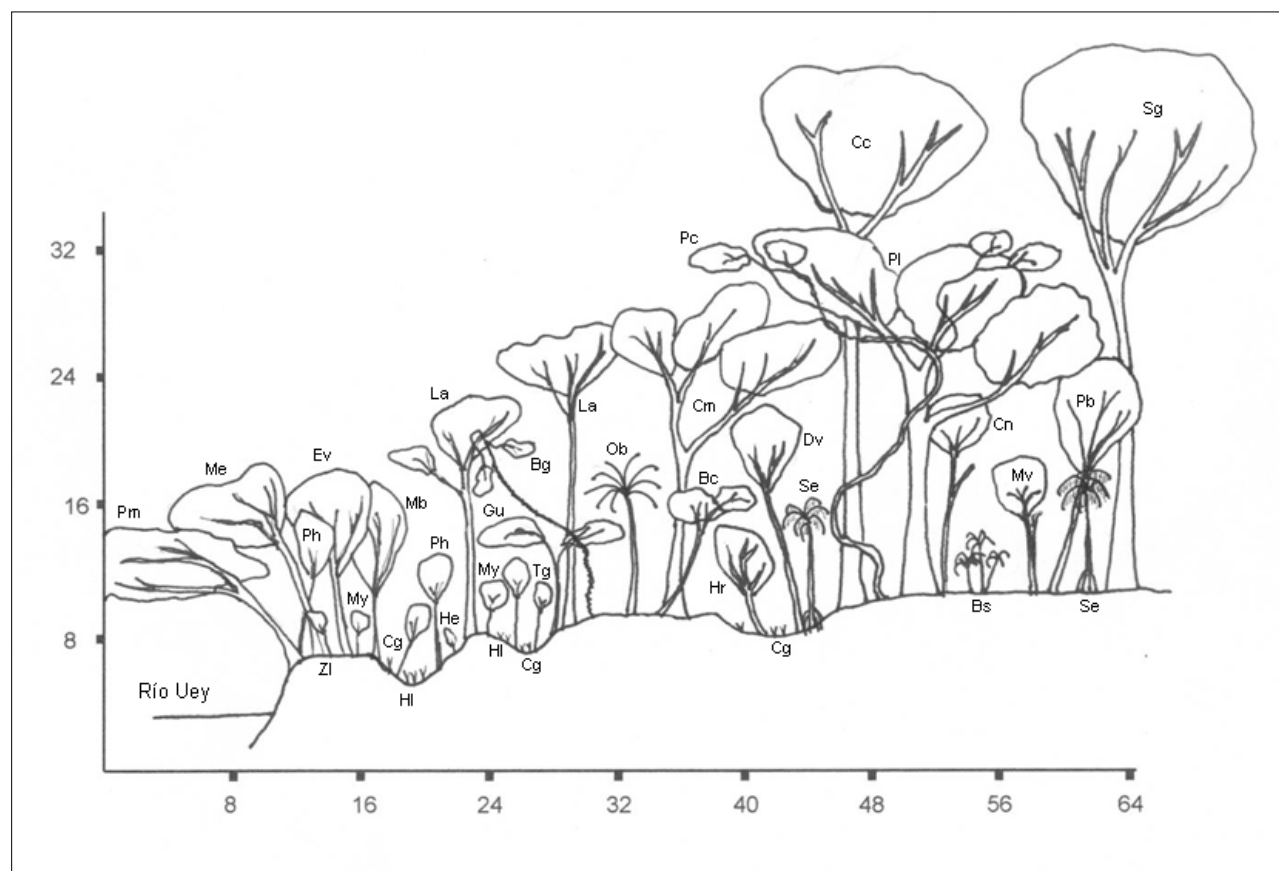 Cc
Sg
32
Pc
Pl
24
La
La
Cm
Pb
Cn
Me
Ev
Bg
Ob
Dv
Mv
16
Pm
Mb
Gu
Bc
Se
Ph
Ph
My
Tg
Hr
My
Cg
He
8
Zl
Hl
Cg
Cg
Bs
Se
Río Uey
Hl
8
16
24
32
40
48
56
64